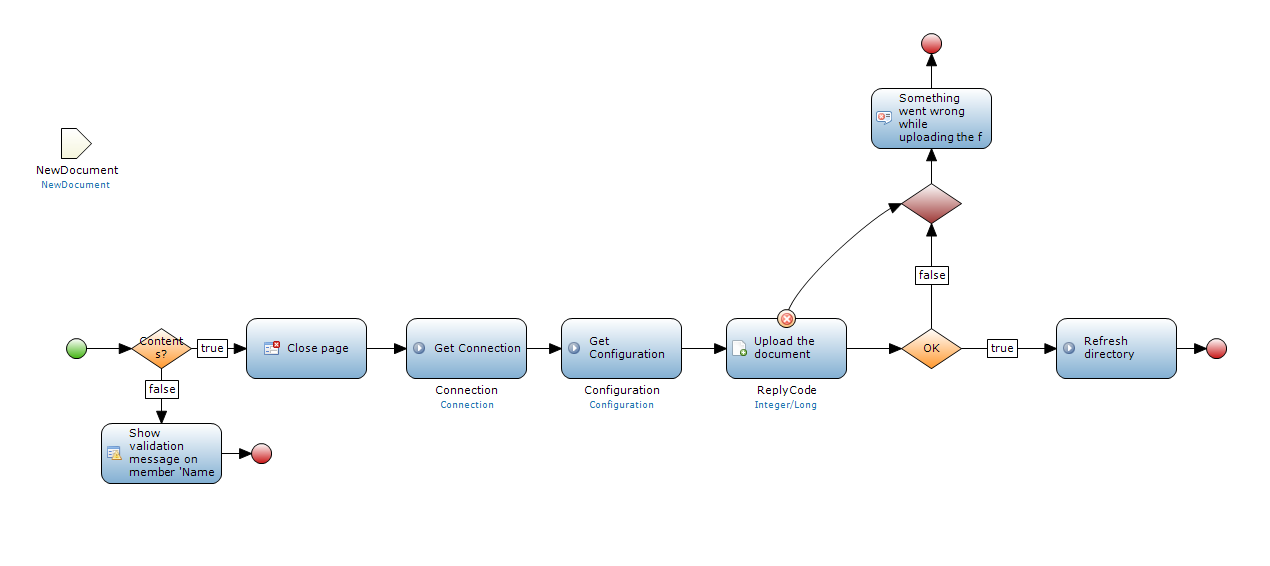 Something
went wrong
while
uploading the f
NewDocument
NewDocument
false
Content
s?
true
Close page
Get Connection
Get
Configuration
Upload the
document
OK
true
Refresh
directory
false
Connection
Connection
Configuration
Configuration
ReplyCode
Integer/Long
Show
validation
message on
member 'Name